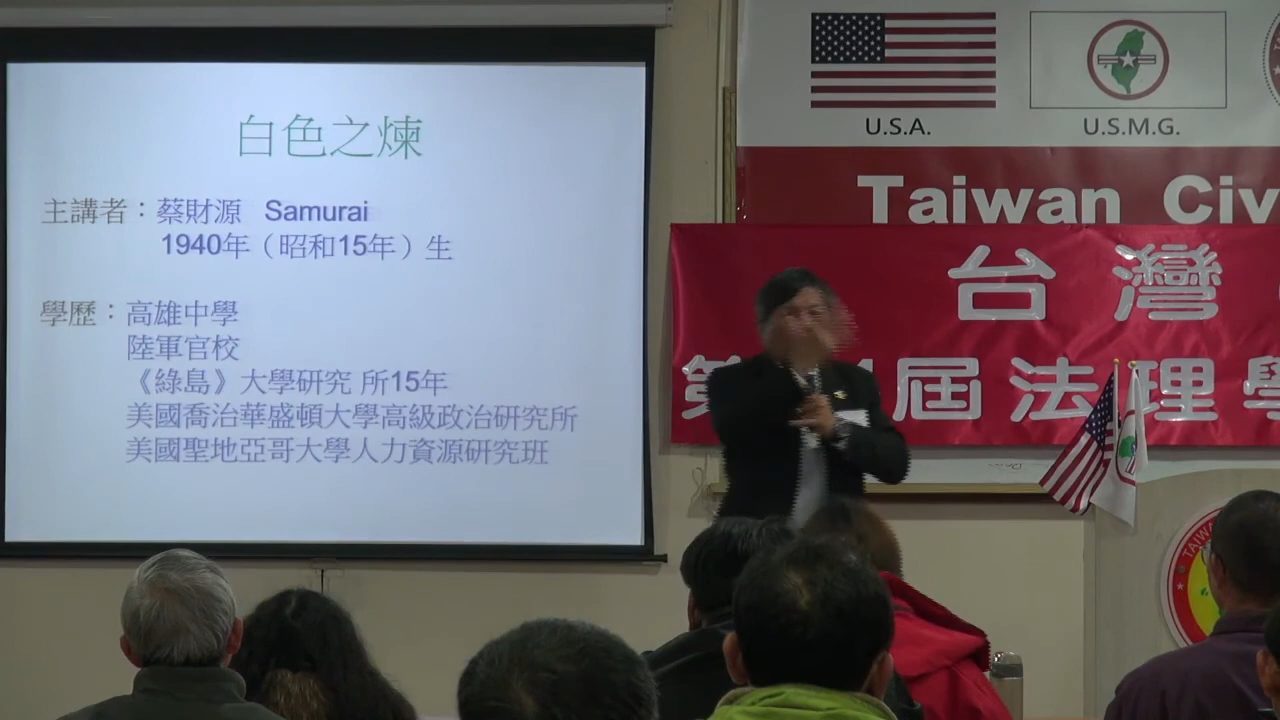 白色之煉
主講者：蔡財源 Samurai
1940年（昭和15年）生
學歷：高雄中學
陸軍官校
《綠島》大學研究 所15年
美國喬治華盛頓大學高級政治研究所
美國聖地亞哥大學人力資源研究班
U.S.A.
U.S.M.G.
Taiwan Civ
台灣
第 屆法理學
TAIWA